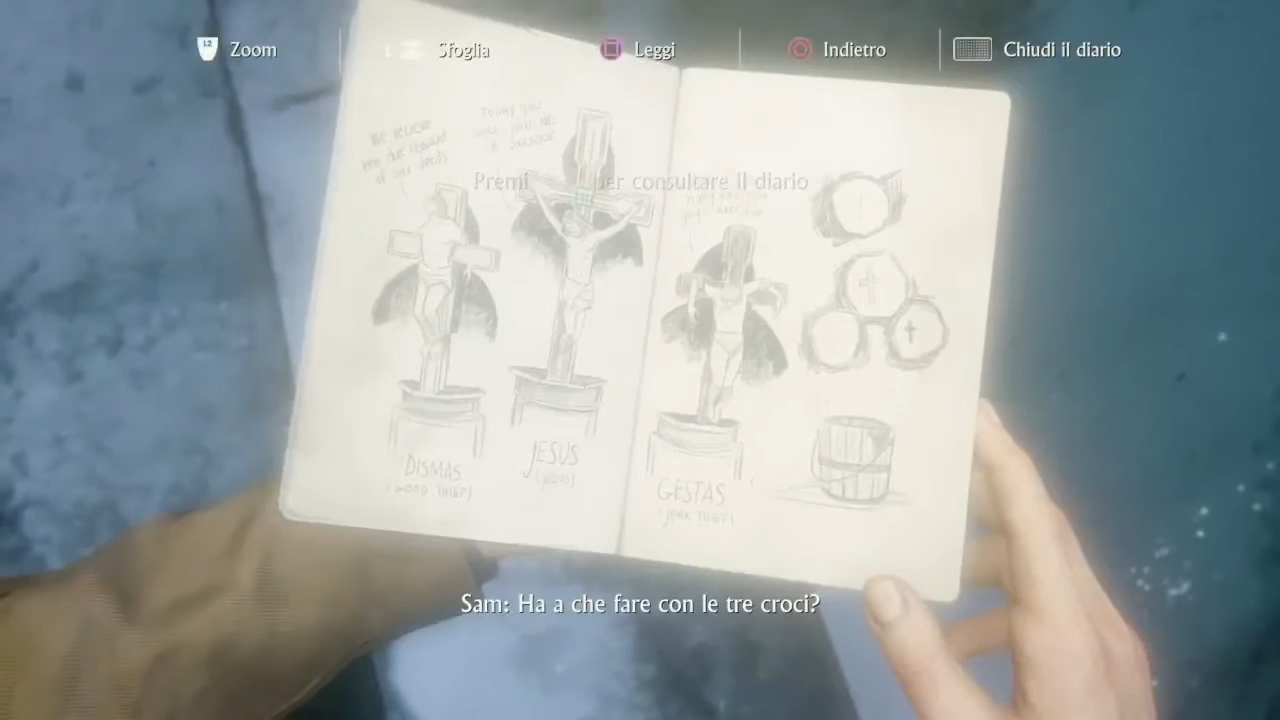 L2 Zoom
Sfoglia
Leggi
Indietro
Chiudi il diario
Premi per consultare il diario
DISMAS
(GOOD THIEF)
JESUS
(JESUS)
GESTAS
(JERK THIEF)
Sam: Ha a che fare con le tre croci?